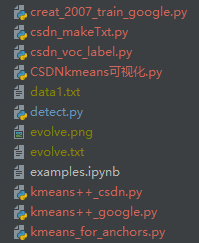 creat_2007_train_google.py
csdn_makeTxt.py
csdn_voc_label.py
CSDNkmeans可视化.py
data1.txt
detect.py
evolve.png
evolve.txt
examples.ipynb
kmeans++_csdn.py
kmeans++_google.py
kmeans_for_anchors.py